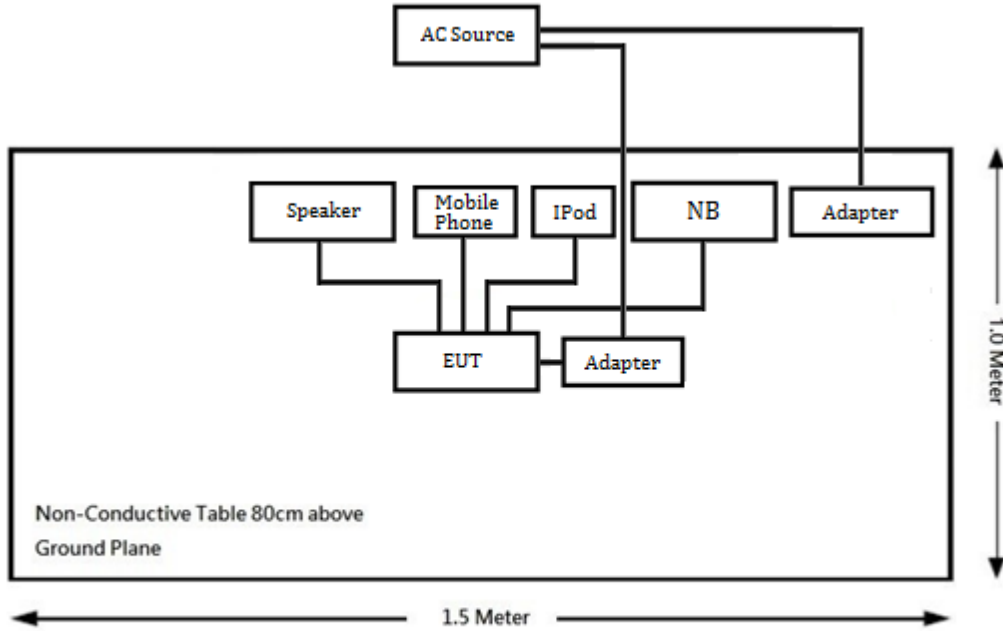 AC Source
Speaker
Mobile
Phone
IPod
NB
Adapter
EUT
Adapter
1.0 Meter
Non-Conductive Table 80cm above
Ground Plane
1.5 Meter